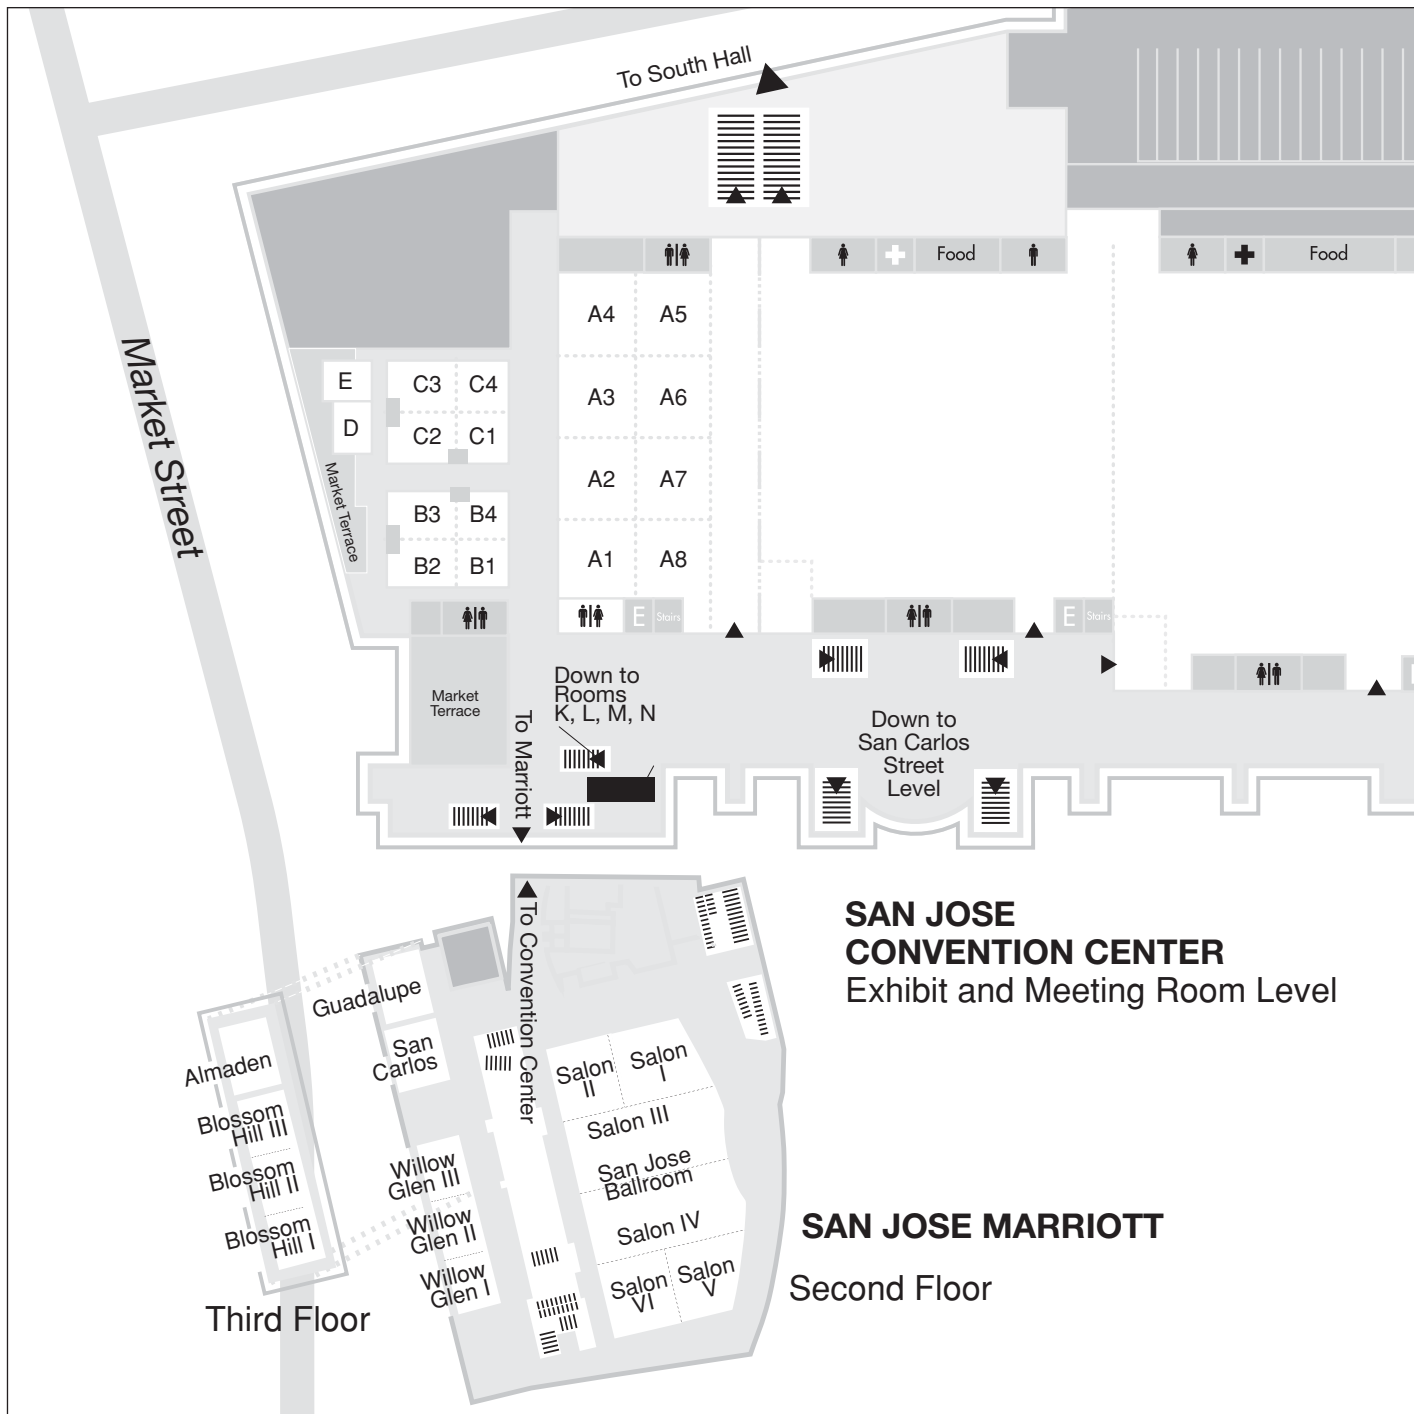 To South Hall
Food
Food
A4
A5
A3
A6
A2
A7
A1
A8
E
D
C3
C4
C2
C1
B3
B4
B2
B1
Market Terrace
Market Street
E
Stairs
E
Stairs
Market
Terrace
To Marriott
Down to
Rooms
K, L, M, N
Down to
San Carlos
Street
Level
SAN JOSE
CONVENTION CENTER
Exhibit and Meeting Room Level
To Convention Center
Guadalupe
San
Carlos
Almaden
Blossom
Hill III
Blossom
Hill II
Blossom
Hill I
Willow
Glen III
Willow
Glen II
Willow
Glen I
Salon
II
Salon
I
Salon III
San Jose
Ballroom
Salon IV
Salon
VI
Salon
V
SAN JOSE MARRIOTT
Second Floor
Third Floor